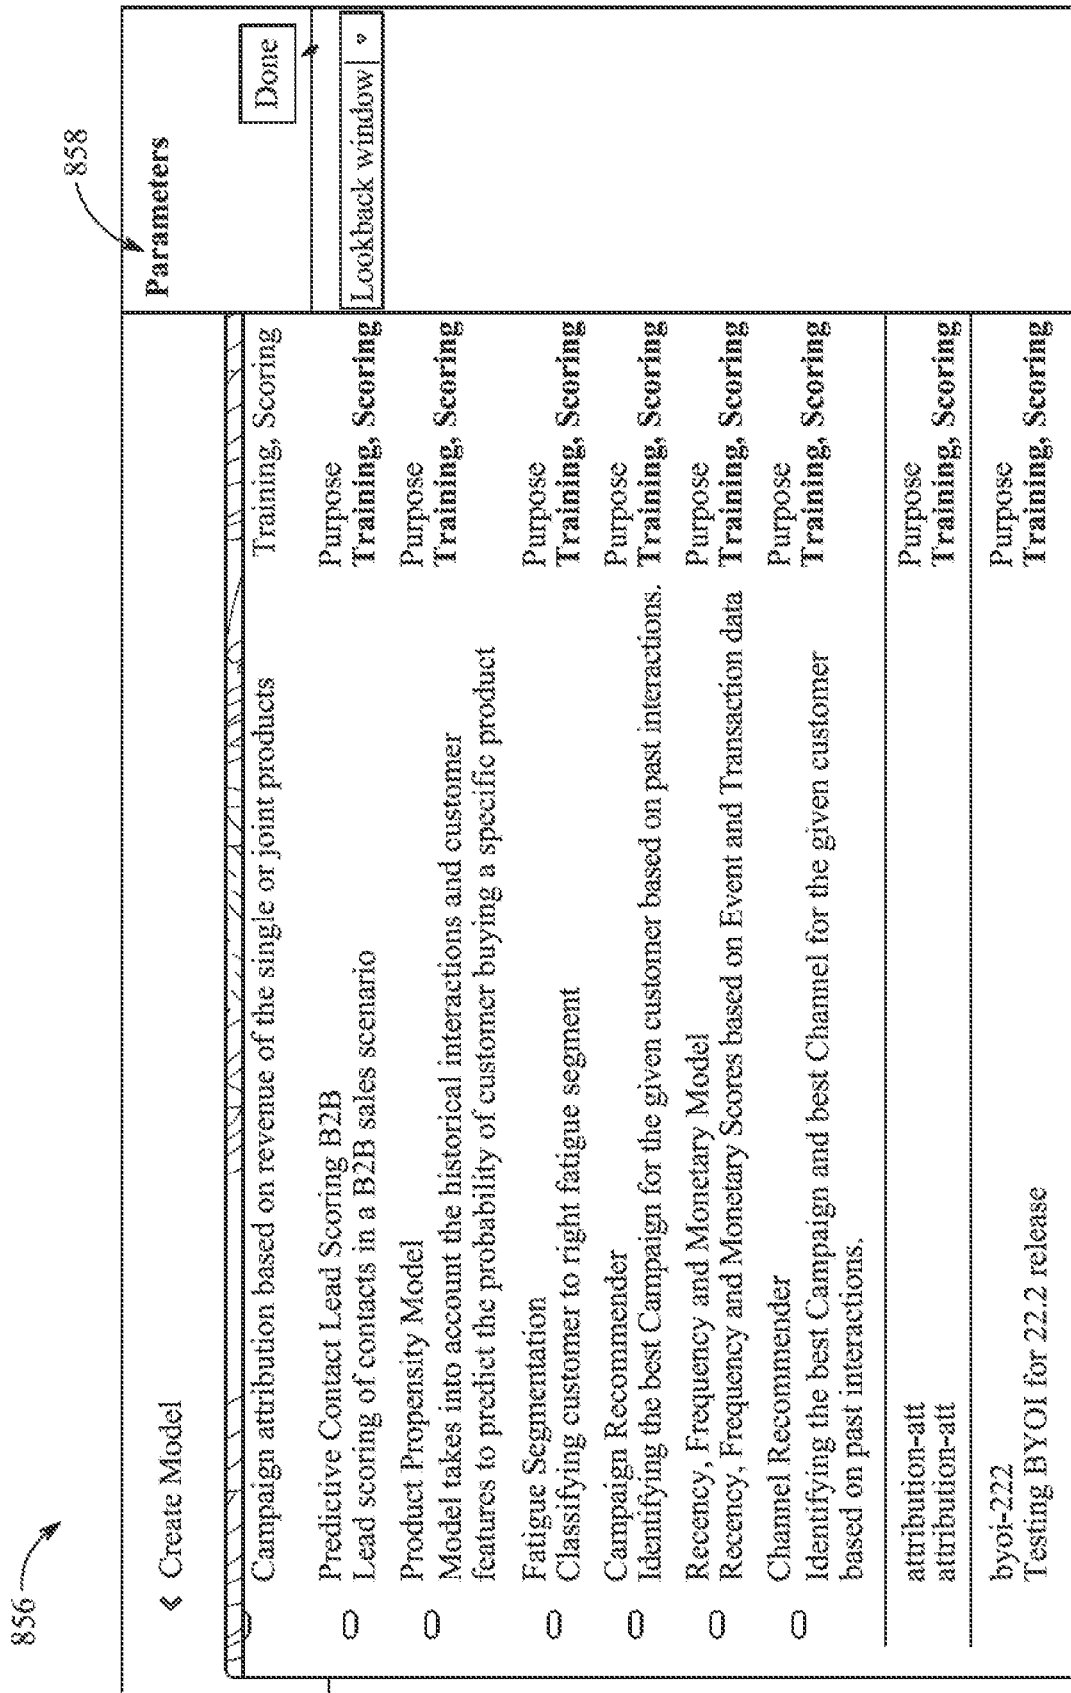 856
858
« Create Model
Parameters
Done
Lookback window
Campaign attribution based on revenue of the single or joint products
Training, Scoring
Predictive Contact Lead Scoring B2B
Lead scoring of contacts in a B2B sales scenario
Purpose
Training, Scoring
Product Propensity Model
Model takes into account the historical interactions and customer
features to predict the probability of customer buying a specific product
Purpose
Training, Scoring
Fatigue Segmentation
Classifying customer to right fatigue segment
Purpose
Training, Scoring
Campaign Recommender
Identifying the best Campaign for the given customer based on past interactions.
Purpose
Training, Scoring
Recency, Frequency and Monetary Model
Recency, Frequency and Monetary Scores based on Event and Transaction data
Purpose
Training, Scoring
Channel Recommender
Identifying the best Campaign and best Channel for the given customer
based on past interactions.
Purpose
Training, Scoring
attribution-att
attribution-att
Purpose
Training, Scoring
byoi-222
Testing BYOI for 22.2 release
Purpose
Training, Scoring